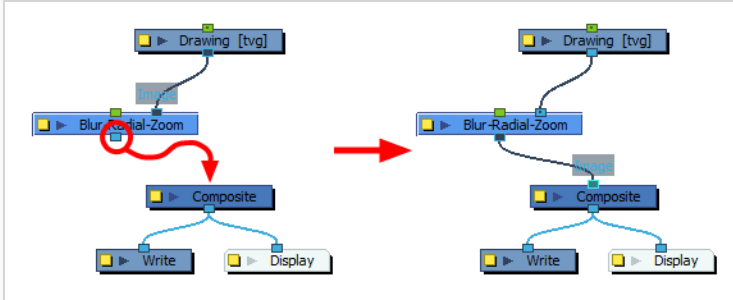 Drawing [tvg]
Image
Blur-Radial-Zoom
Composite
Write
Display
Drawing [tvg]
Blur-Radial-Zoom
Image
Composite
Write
Display